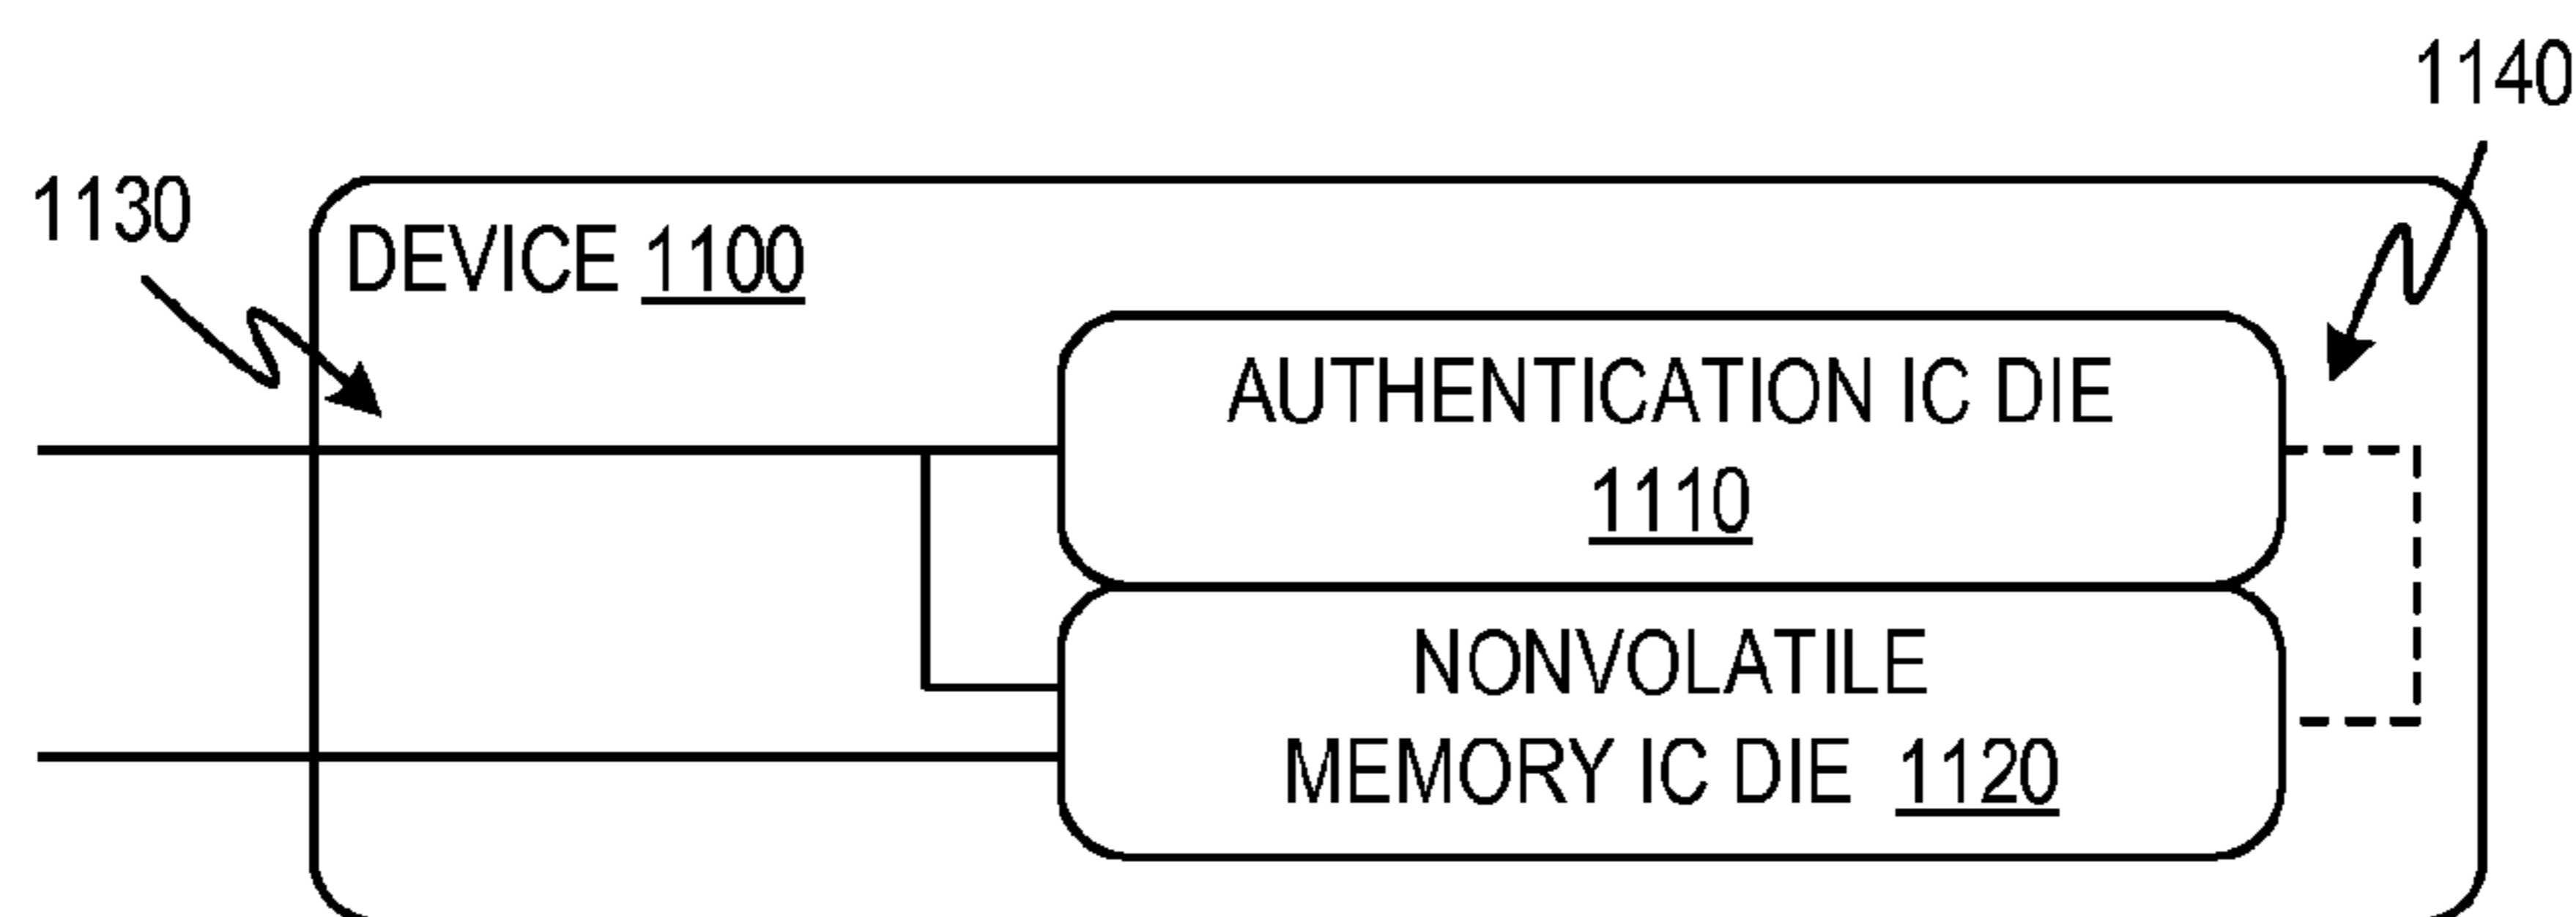 1140
1130
DEVICE 1100
AUTHENTICATION IC DIE
1110
NONVOLATILE
MEMORY IC DIE 1120